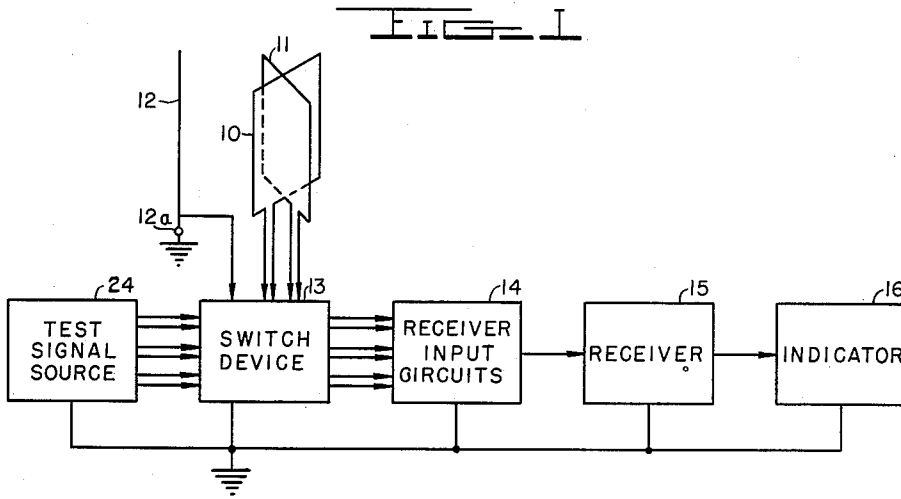 FIG. I
11
12
10
12a
24
13
14
15
16
TEST
SIGNAL
SOURCE
SWITCH
DEVICE
RECEIVER
INPUT
CIRCUITS
RECEIVER
INDICATOR